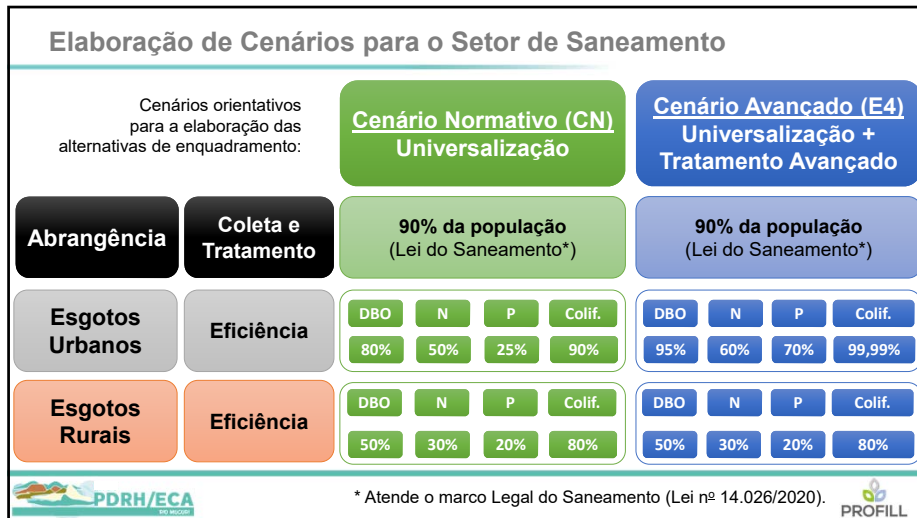 Elaboração de Cenários para o Setor de Saneamento
Cenários orientativos
para a elaboração das
alternativas de enquadramento:
Cenário Normativo (CN)
Universalização
Cenário Avançado (E4)
Universalização +
Tratamento Avançado
Abrangência
Coleta e
Tratamento
90% da população
(Lei do Saneamento*)
90% da população
(Lei do Saneamento*)
Esgotos
Urbanos
Eficiência
DBO N P Colif.
80% 50% 25% 90%
DBO N P Colif.
95% 60% 70% 99,99%
Esgotos
Rurais
Eficiência
DBO N P Colif.
50% 30% 20% 80%
DBO N P Colif.
50% 30% 20% 80%
PDRH/ECA
RIO MUCURI
* Atende o marco Legal do Saneamento (Lei nº 14.026/2020).
PROFILL